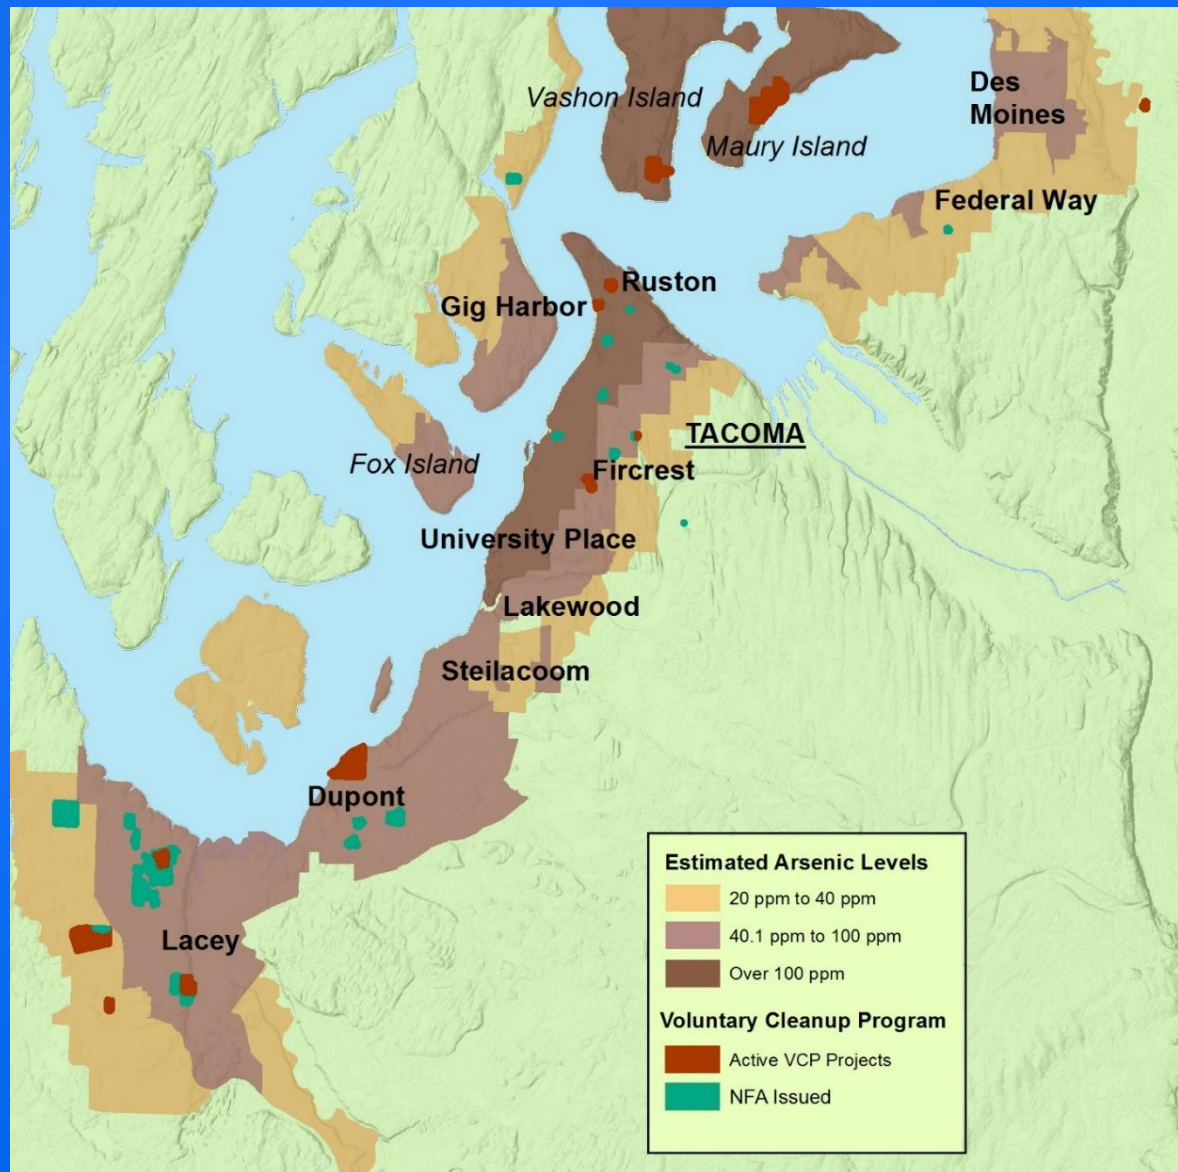 Des
Moines
Vashon Island
Maury Island
Federal Way
Ruston
Gig Harbor
TACOMA
Fox Island
Fircrest
University Place
Lakewood
Steilacoom
Dupont
Lacey
Estimated Arsenic Levels
20 ppm to 40 ppm
40.1 ppm to 100 ppm
Over 100 ppm
Voluntary Cleanup Program
Active VCP Projects
NFA Issued